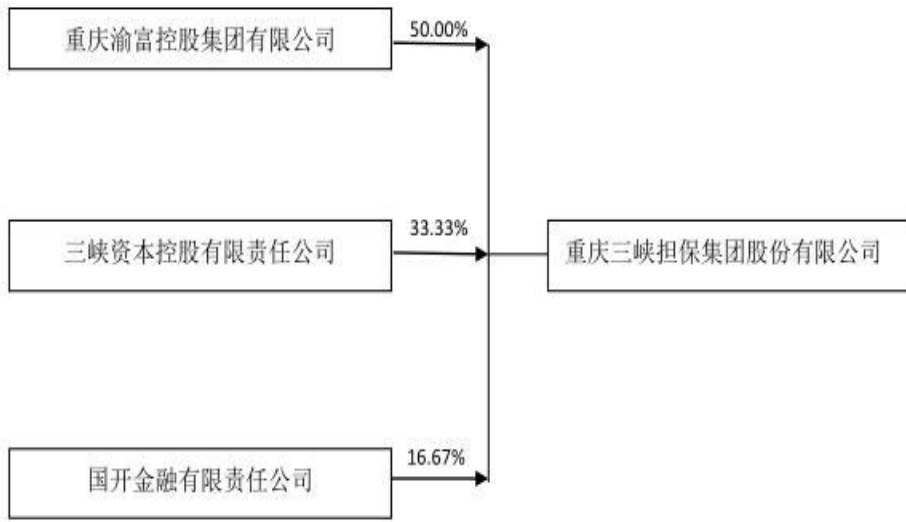 重庆渝富控股集团有限公司
50.00%
三峡资本控股有限责任公司
33.33%
重庆三峡担保集团股份有限公司
国开金融有限责任公司
16.67%